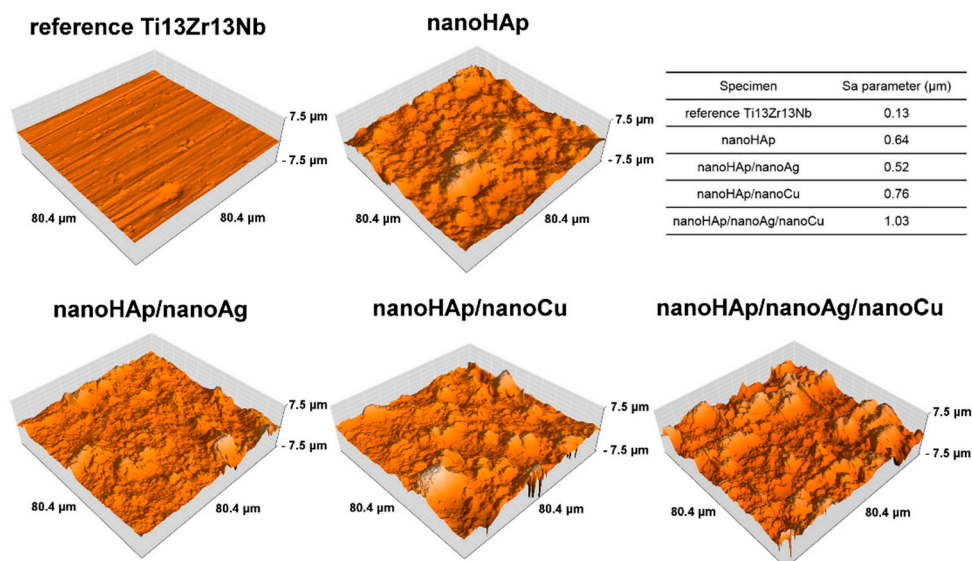 reference Ti13Zr13Nb
7.5 µm
- 7.5 µm
80.4 µm
80.4 µm
nanoHAp
7.5 µm
- 7.5 µm
80.4 µm
80.4 µm
Specimen Sa parameter (µm)
reference Ti13Zr13Nb 0.13
nanoHAp 0.64
nanoHAp/nanoAg 0.52
nanoHAp/nanoCu 0.76
nanoHAp/nanoAg/nanoCu 1.03
nanoHAp/nanoAg
7.5 µm
- 7.5 µm
80.4 µm
80.4 µm
nanoHAp/nanoCu
7.5 µm
- 7.5 µm
80.4 µm
80.4 µm
nanoHAp/nanoAg/nanoCu
7.5 µm
- 7.5 µm
80.4 µm
80.4 µm